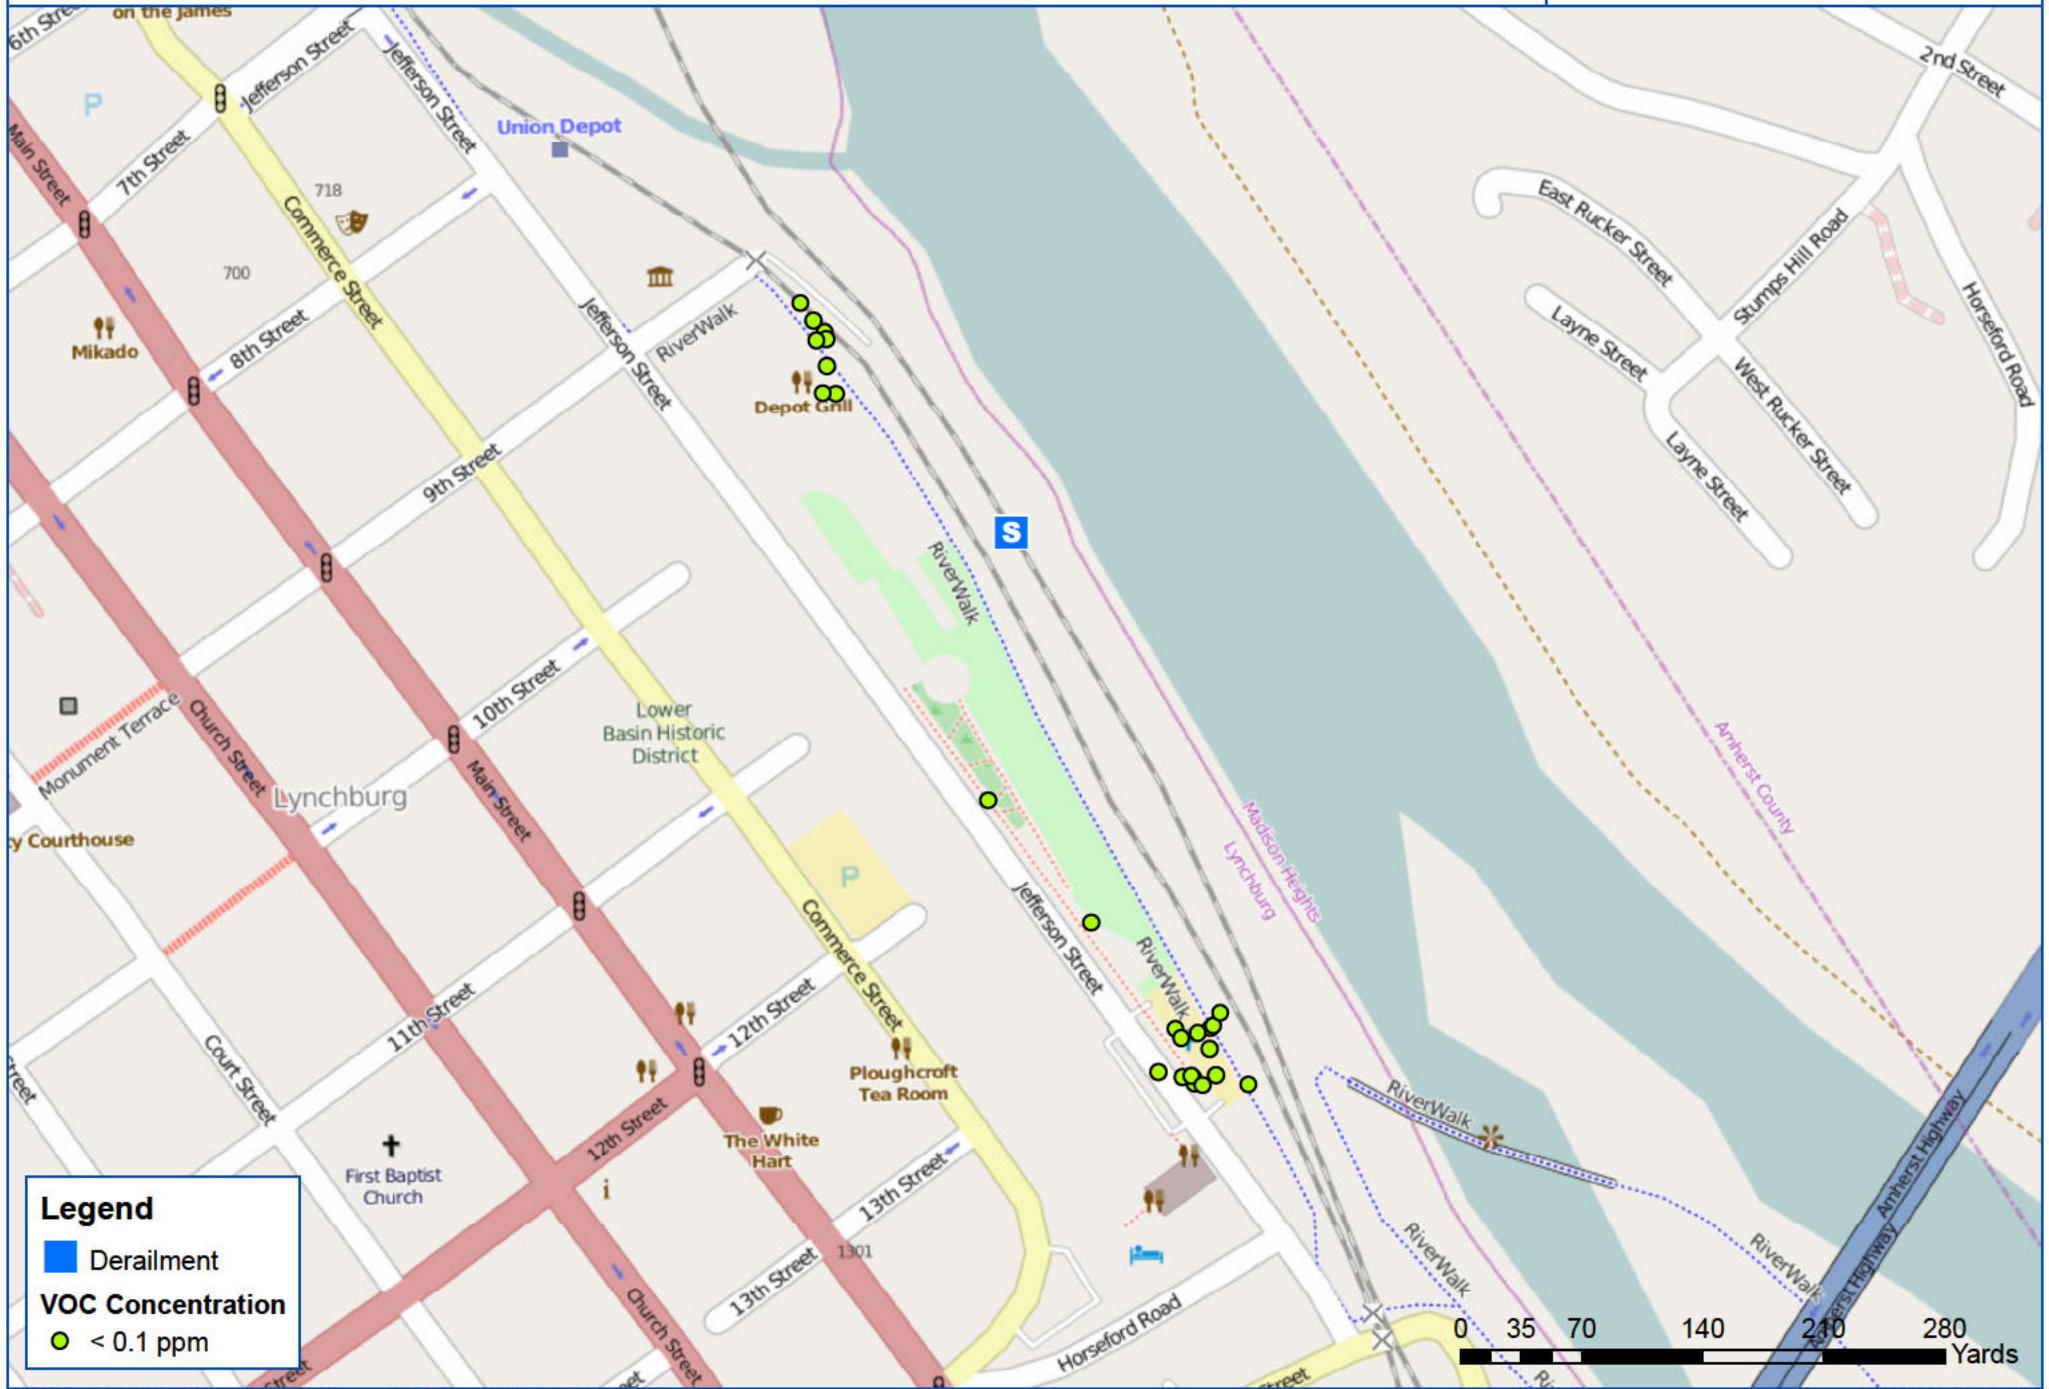 on the James
6th Stre
Jefferson Street
Jefferson Street
2nd Street
P
Union Depot
Main Street
7th Street
718
Commerce Street
East Rucker Street
Stumps Hill Road
700
Horseford Road
Mikado
8th Street
Jefferson Street
RiverWalk
Layne Street
West Rucker Street
Depot Grill
9th Street
Layne Street
S
RiverWalk
Monument Terrace
Church Street
10th Street
Lower
Basin Historic
District
Amherst County
Main Street
Lynchburg
Madison Heights
Lynchburg
y Courthouse
P
Jefferson Street
Commerce Street
RiverWalk
11th Street
12th Street
Court Street
treet
Ploughcroft
Tea Room
RiverWalk
Amherst Highway
12th Street
The White
Hart
First Baptist
Church
i
13th Street
1301
RiverWalk
RiverWalk
Amherst Highway
13th Street
Church Street
Horseford Road
Street
eet
treet
Ri
Legend
Derailment
VOC Concentration
< 0.1 ppm
0 35 70 140 210 280
Yards